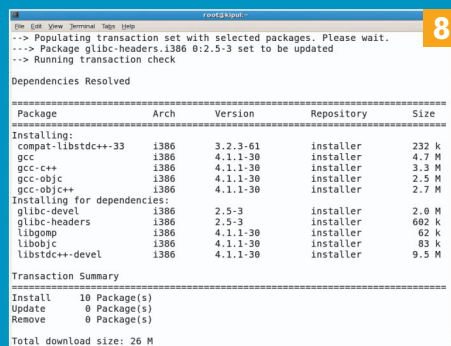 root@kipul:~
8
File Edit View Terminal Tabs Help
--> Populating transaction set with selected packages. Please wait.
---> Package glibc-headers.i386 0:2.5-3 set to be updated
--> Running transaction check
Dependencies Resolved
=============================================================================
Package Arch Version Repository Size
=============================================================================
Installing:
compat-libstdc++-33 i386 3.2.3-61 installer 232 k
gcc i386 4.1.1-30 installer 4.7 M
gcc-c++ i386 4.1.1-30 installer 3.3 M
gcc-objc i386 4.1.1-30 installer 2.5 M
gcc-objc++ i386 4.1.1-30 installer 2.7 M
Installing for dependencies:
glibc-devel i386 2.5-3 installer 2.0 M
glibc-headers i386 2.5-3 installer 602 k
libgomp i386 4.1.1-30 installer 62 k
libobjc i386 4.1.1-30 installer 83 k
libstdc++-devel i386 4.1.1-30 installer 9.5 M
Transaction Summary
=============================================================================
Install 10 Package(s)
Update 0 Package(s)
Remove 0 Package(s)
Total download size: 26 M